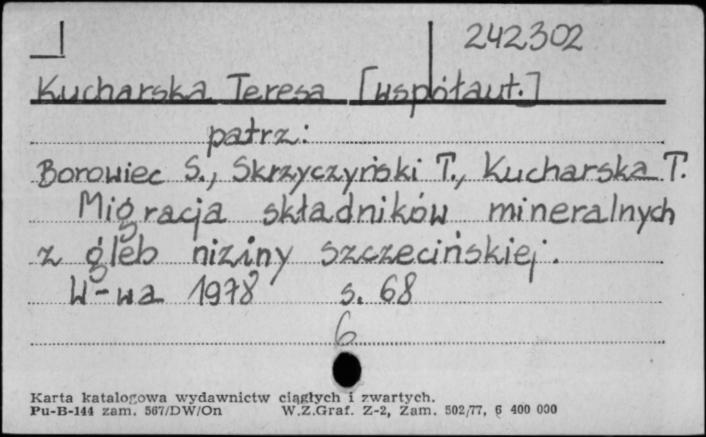 242302
Kucharska Teresa [współaut.]
patrz:
Borowiec S., Skrzyczyński T., Kucharska T.
Migracja składników mineralnych
z gleb niziny szczecińskiej.
W-wa 1978 s. 68
6
Karta katalogowa wydawnictw ciągłych i zwartych.
Pu-B-144 zam. 567/DW/On W.Z.Graf. Z-2, Zam. 502/77, 6 400 000